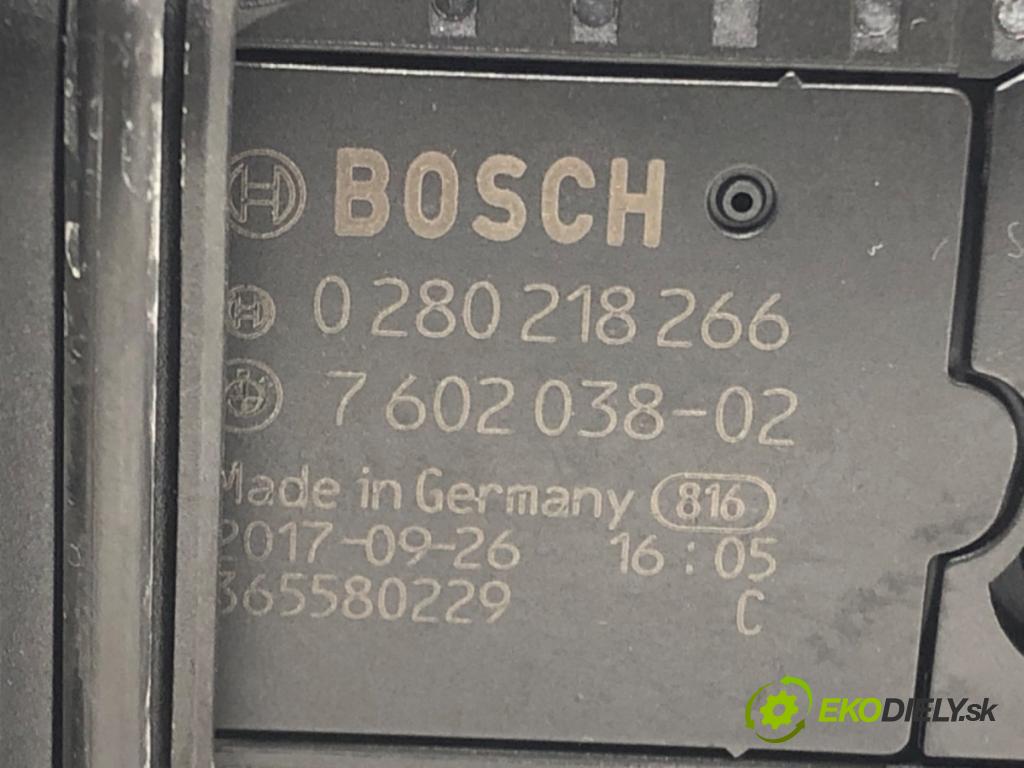 BOSCH
0 280 218 266
7 602 038-02
Made in Germany 816
2017-09-26 16:05
365580229 C
EKODIELY.sk